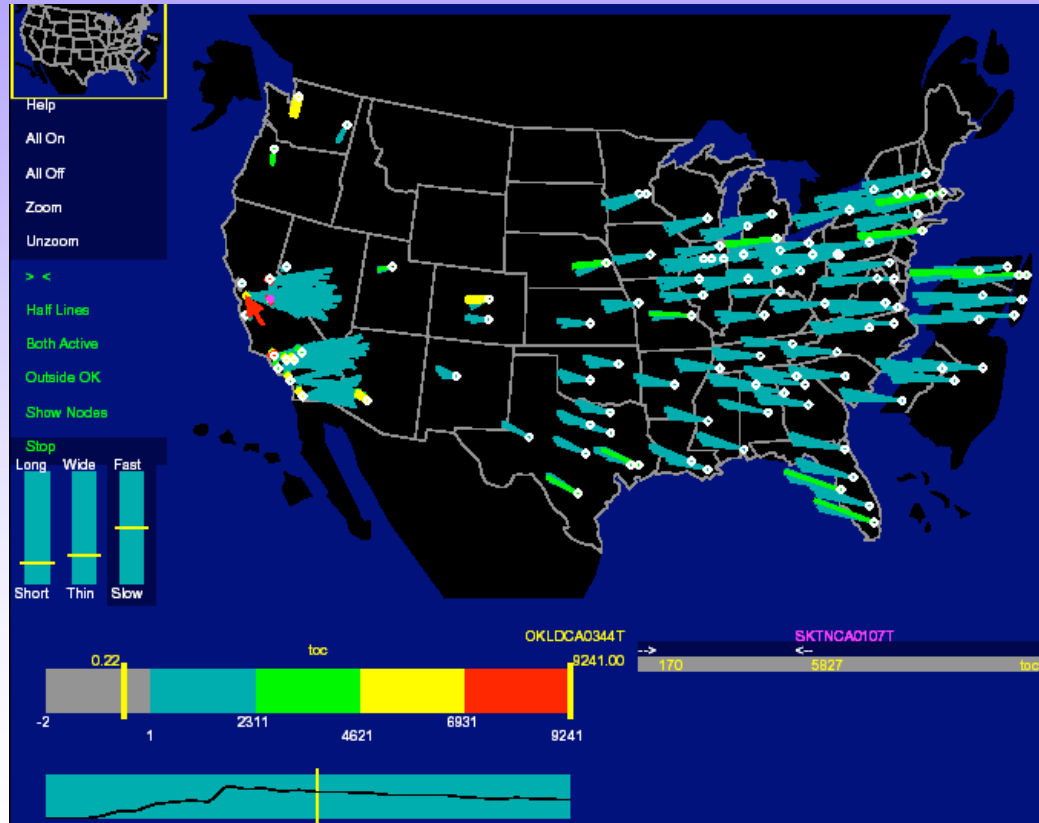 Help
All On
All Off
Zoom
Unzoom
> <
Half Lines
Both Active
Outside OK
Show Nodes
Stop
Long Wide Fast
Short Thin Slow
OKLDCA0344T SKTNCA0107T
toc --> <--
0.22 9241.00 170 5827 toc
-2 2311 6931
1 4621 9241